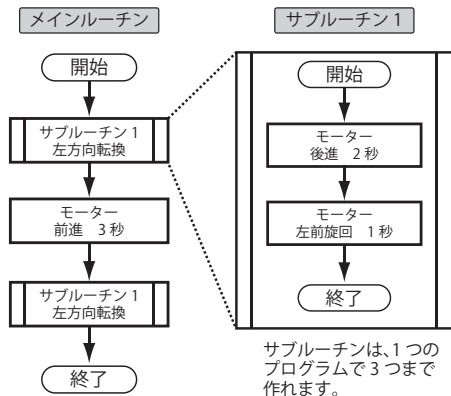 メインルーチン
開始
サブルーチン 1
左方向転換
モーター
前進 3 秒
サブルーチン 1
左方向転換
終了
サブルーチン 1
開始
モーター
後進 2 秒
モーター
左前旋回 1 秒
終了
サブルーチンは、1 つの
プログラムで 3 つまで
作れます。